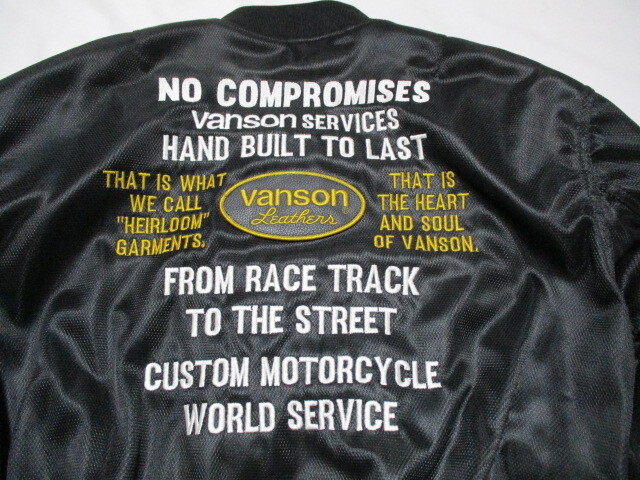 NO COMPROMISES
vanson SERVICES
HAND BUILT TO LAST
THAT IS WHAT
WE CALL
"HEIRLOOM"
GARMENTS.
vanson
Leathers ®
THAT IS
THE HEART
AND SOUL
OF VANSON.
FROM RACE TRACK
TO THE STREET
CUSTOM MOTORCYCLE
WORLD SERVICE